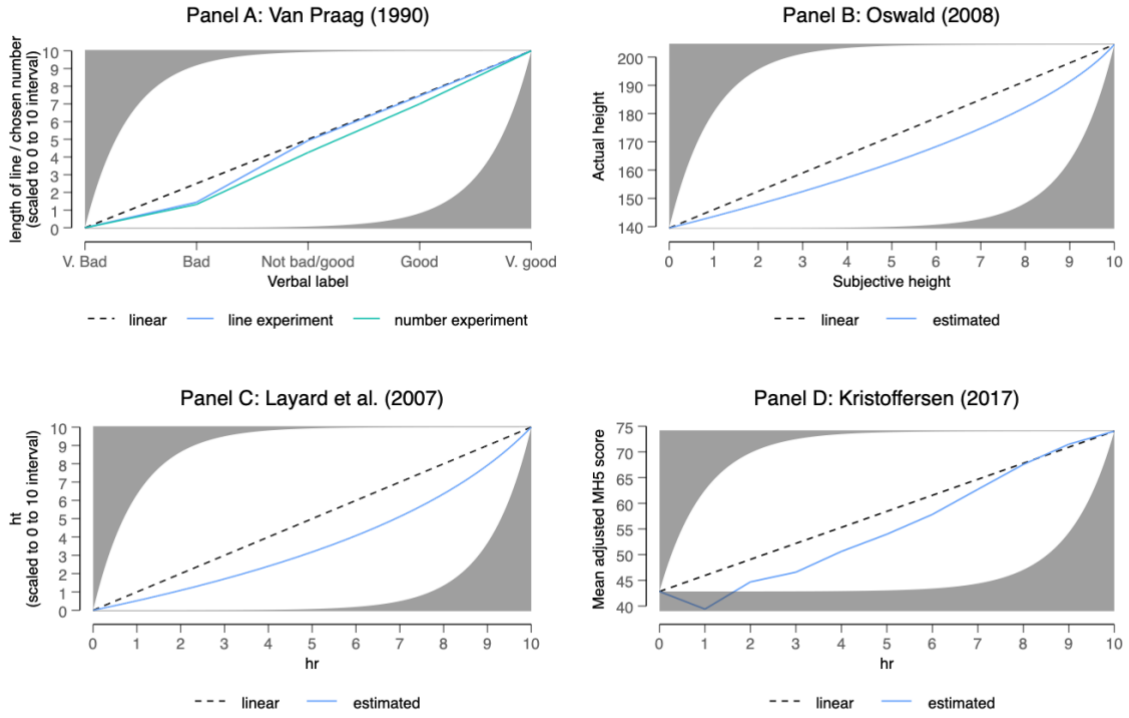 Panel A: Van Praag (1990)
length of line / chosen number
(scaled to 0 to 10 interval)
10
9
8
7
6
5
4
3
2
1
0
V. Bad Bad Not bad/good Good V. good
Verbal label
linear line experiment number experiment
Panel B: Oswald (2008)
Actual height
200
190
180
170
160
150
140
0 1 2 3 4 5 6 7 8 9 10
Subjective height
linear estimated
Panel C: Layard et al. (2007)
ht
(scaled to 0 to 10 interval)
10
9
8
7
6
5
4
3
2
1
0
0 1 2 3 4 5 6 7 8 9 10
hr
linear estimated
Panel D: Kristoffersen (2017)
Mean adjusted MH5 score
75
70
65
60
55
50
45
40
0 1 2 3 4 5 6 7 8 9 10
hr
linear estimated